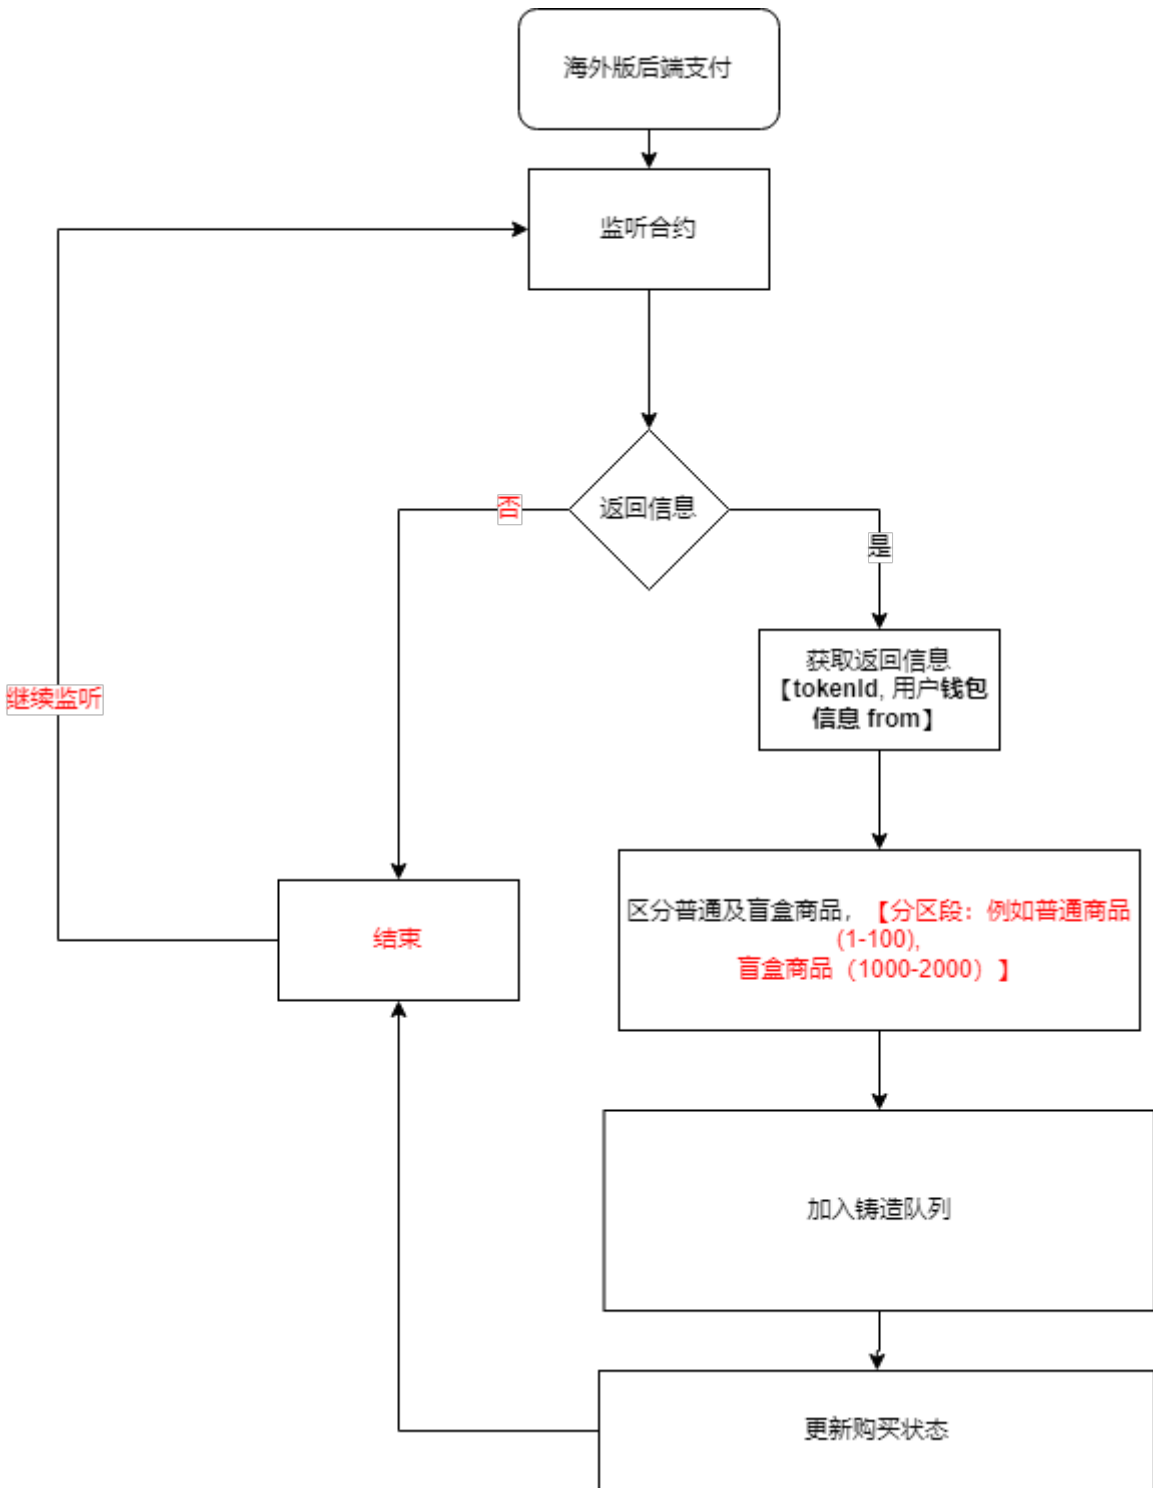 海外版后端支付
监听合约
返回信息
否
是
获取返回信息
【tokenId, 用户钱包
信息 from】
继续监听
区分普通及盲盒商品，【分区段：例如普通商品
(1-100),
盲盒商品（1000-2000）】
结束
加入铸造队列
更新购买状态